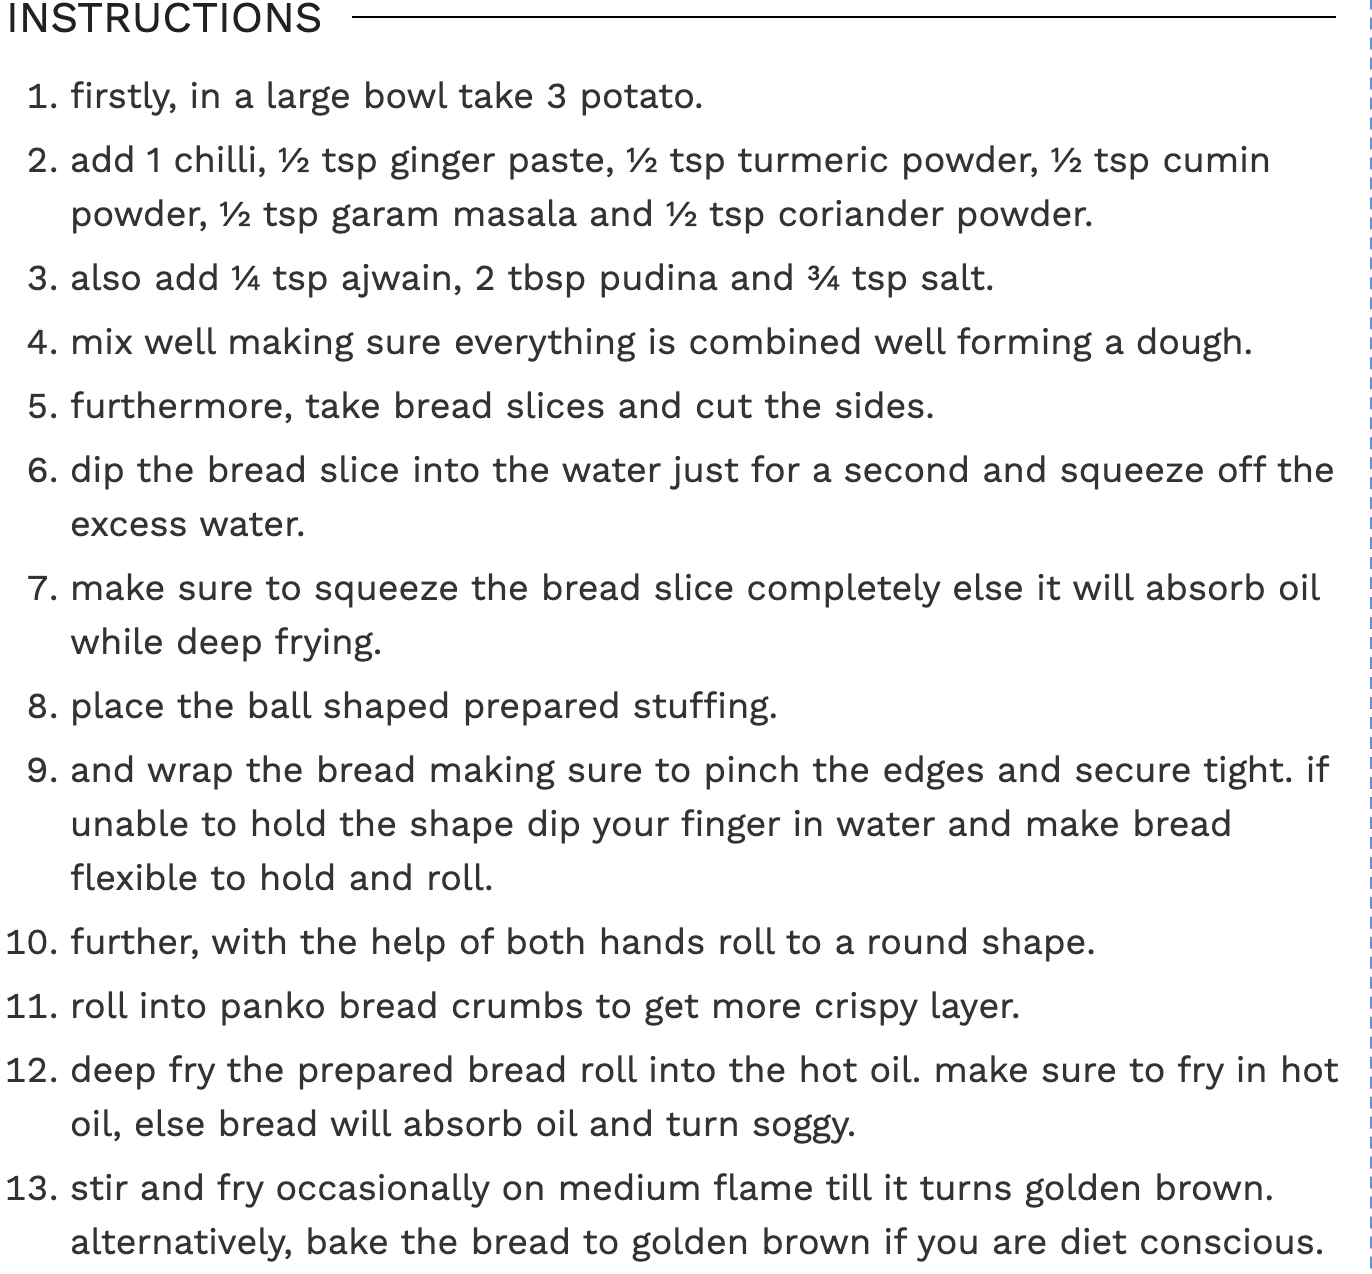 INSTRUCTIONS
1. firstly, in a large bowl take 3 potato.
2. add 1 chilli, ½ tsp ginger paste, ½ tsp turmeric powder, ½ tsp cumin
powder, ½ tsp garam masala and ½ tsp coriander powder.
3. also add ¼ tsp ajwain, 2 tbsp pudina and ¾ tsp salt.
4. mix well making sure everything is combined well forming a dough.
5. furthermore, take bread slices and cut the sides.
6. dip the bread slice into the water just for a second and squeeze off the
excess water.
7. make sure to squeeze the bread slice completely else it will absorb oil
while deep frying.
8. place the ball shaped prepared stuffing.
9. and wrap the bread making sure to pinch the edges and secure tight. if
unable to hold the shape dip your finger in water and make bread
flexible to hold and roll.
10. further, with the help of both hands roll to a round shape.
11. roll into panko bread crumbs to get more crispy layer.
12. deep fry the prepared bread roll into the hot oil. make sure to fry in hot
oil, else bread will absorb oil and turn soggy.
13. stir and fry occasionally on medium flame till it turns golden brown.
alternatively, bake the bread to golden brown if you are diet conscious.